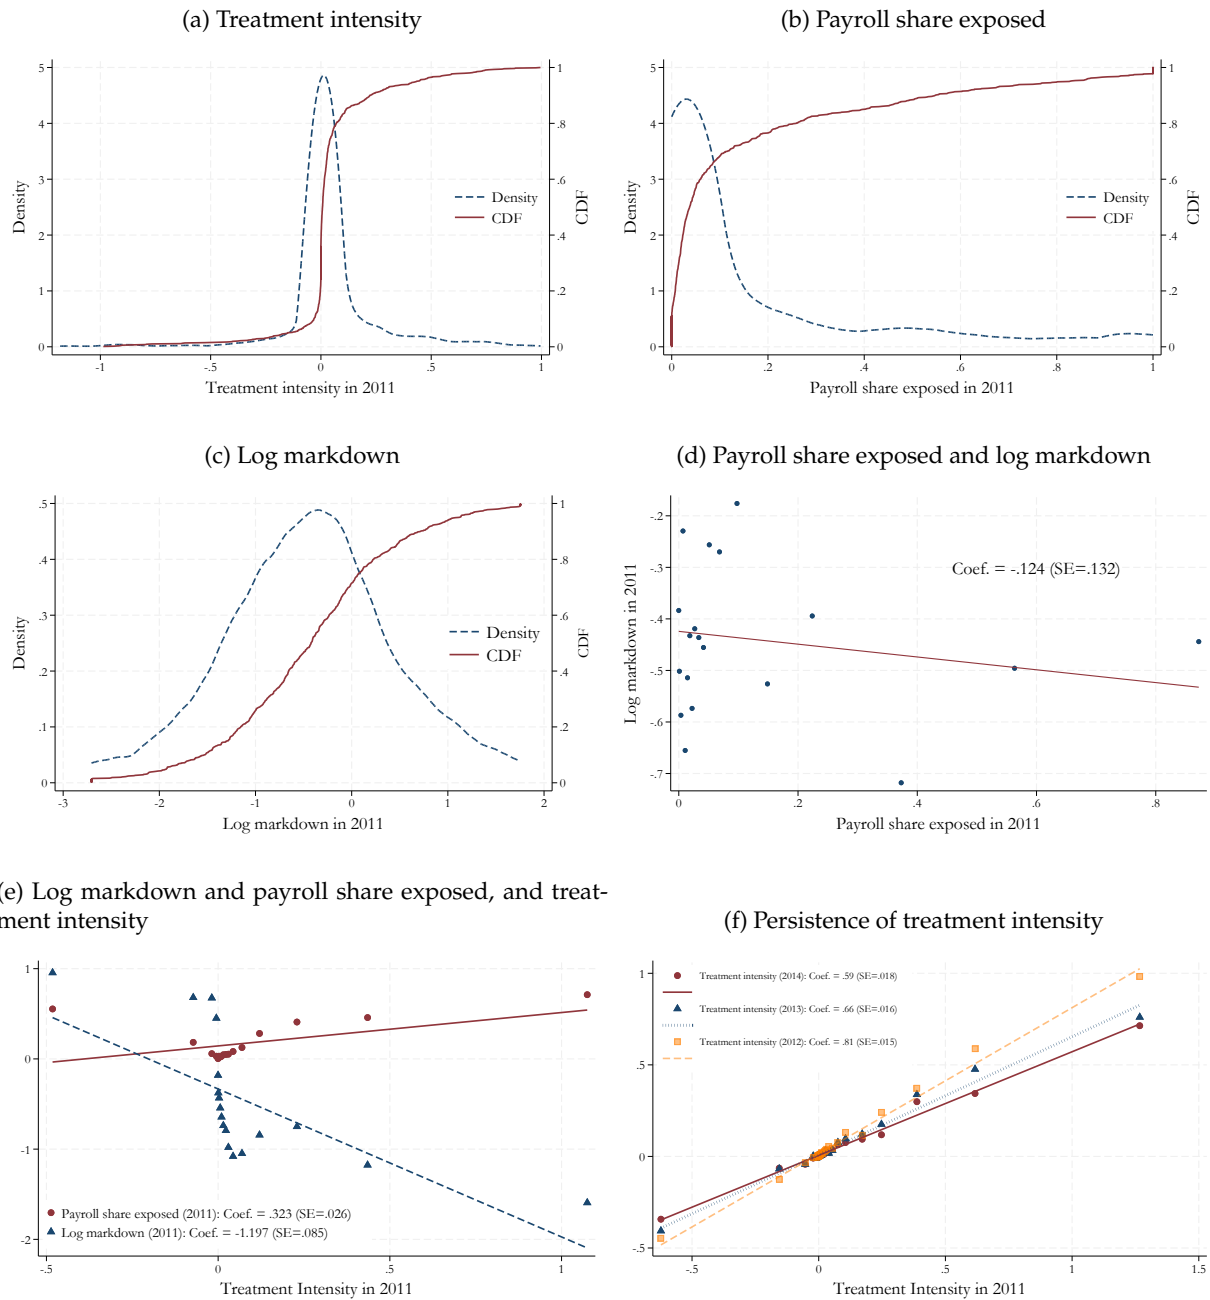 (a) Treatment intensity
5
4
3
2
1
0
Density
1
.8
.6
.4
.2
0
CDF
Density
CDF
-1
-.5
0
.5
1
Treatment intensity in 2011
(b) Payroll share exposed
5
4
3
2
1
0
Density
1
.8
.6
.4
.2
0
CDF
Density
CDF
0
.2
.4
.6
.8
1
Payroll share exposed in 2011
(c) Log markdown
.5
.4
.3
.2
.1
0
Density
1
.8
.6
.4
.2
0
CDF
Density
CDF
-3
-2
-1
0
1
2
Log markdown in 2011
(d) Payroll share exposed and log markdown
-.2
-.3
-.4
-.5
-.6
-.7
Log markdown in 2011
Coef. = -.124 (SE=.132)
0
.2
.4
.6
.8
Payroll share exposed in 2011
(e) Log markdown and payroll share exposed, and treat-
ment intensity
1
0
-1
-2
Payroll share exposed (2011): Coef. = .323 (SE=.026)
Log markdown (2011): Coef. = -1.197 (SE=.085)
-.5
0
.5
1
Treatment Intensity in 2011
(f) Persistence of treatment intensity
1
.5
0
-.5
Treatment intensity (2014): Coef. = .59 (SE=.018)
Treatment intensity (2013): Coef. = .66 (SE=.016)
Treatment intensity (2012): Coef. = .81 (SE=.015)
-.5
0
.5
1
1.5
Treatment Intensity in 2011